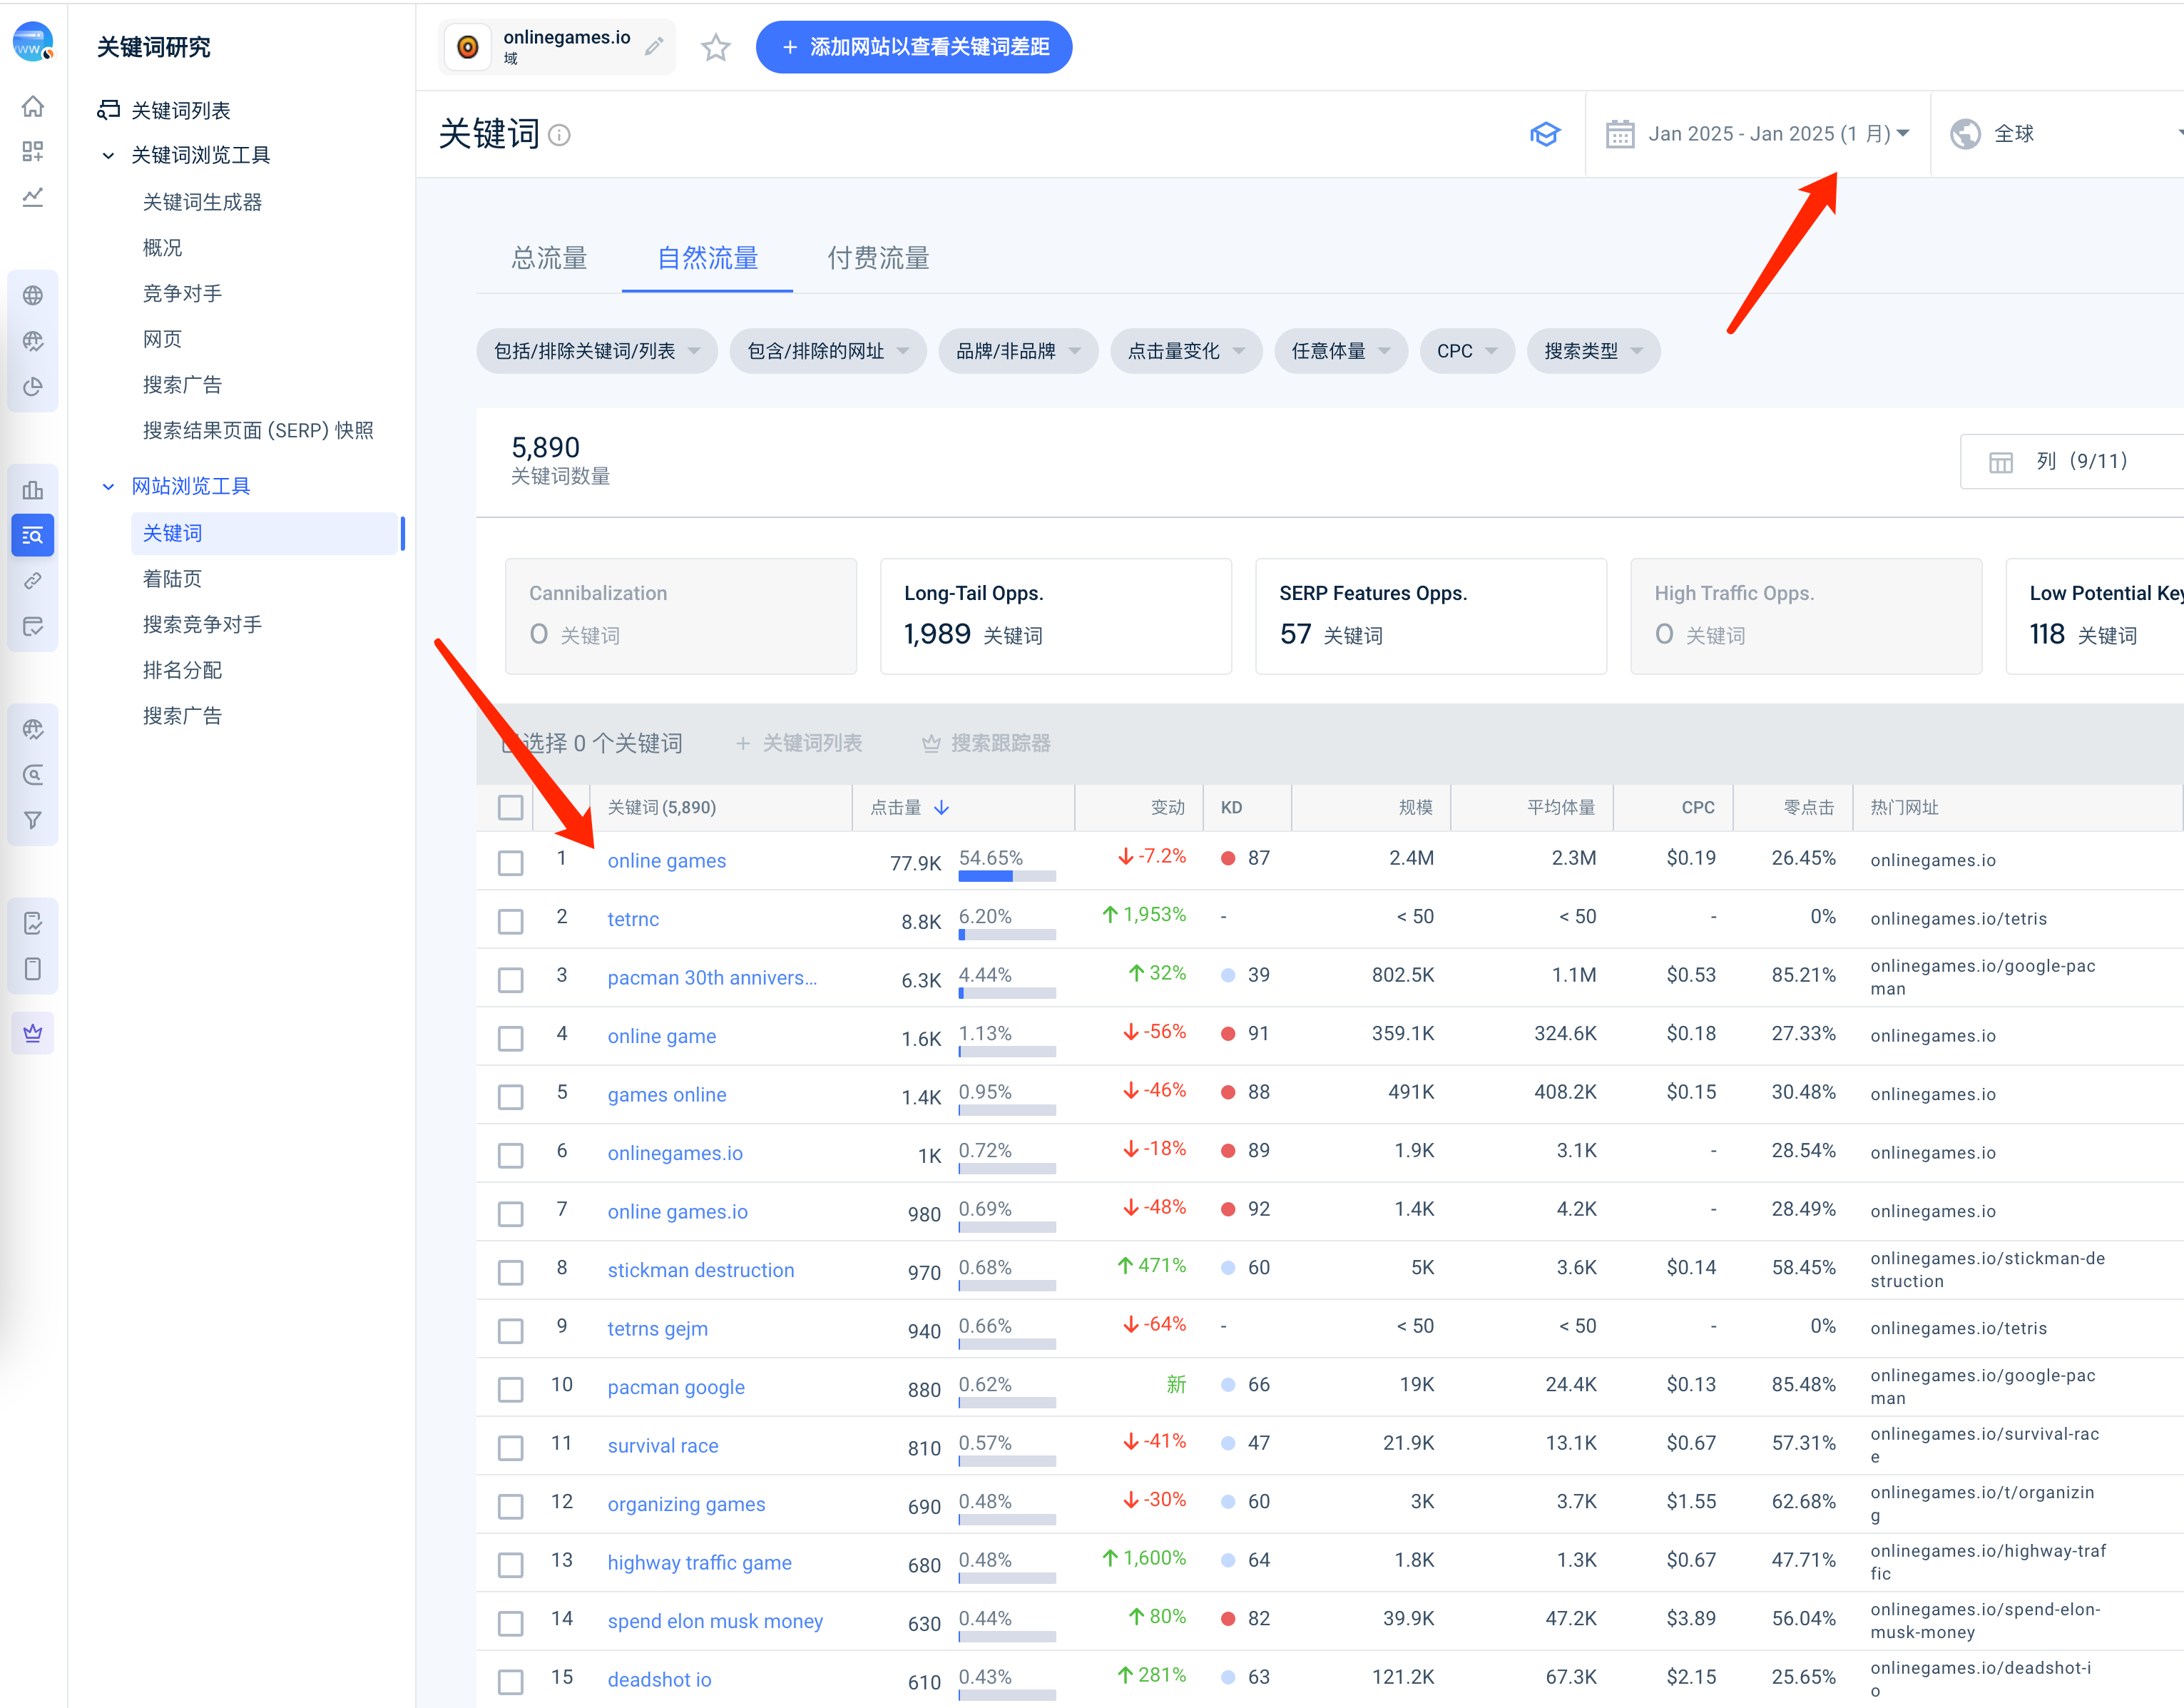 关键词研究
关键词列表
关键词浏览工具
关键词生成器
概况
竞争对手
网页
搜索广告
搜索结果页面 (SERP) 快照
网站浏览工具
关键词
着陆页
搜索竞争对手
排名分配
搜索广告
onlinegames.io
域
+ 添加网站以查看关键词差距
关键词
Jan 2025 - Jan 2025 (1 月)
全球
总流量 自然流量 付费流量
包括/排除关键词/列表 包含/排除的网址 品牌/非品牌 点击量变化 任意体量 CPC 搜索类型
5,890
关键词数量
列 (9/11)
Cannibalization
0 关键词
Long-Tail Opps.
1,989 关键词
SERP Features Opps.
57 关键词
High Traffic Opps.
0 关键词
Low Potential Key
118 关键词
选择 0 个关键词 + 关键词列表 搜索跟踪器
关键词 (5,890) 点击量 变动 KD 规模 平均体量 CPC 零点击 热门网址
1 online games 77.9K 54.65% -7.2% 87 2.4M 2.3M $0.19 26.45% onlinegames.io
2 tetrnc 8.8K 6.20% 1,953% - < 50 < 50 - 0% onlinegames.io/tetris
3 pacman 30th annivers... 6.3K 4.44% 32% 39 802.5K 1.1M $0.53 85.21% onlinegames.io/google-pac
man
4 online game 1.6K 1.13% -56% 91 359.1K 324.6K $0.18 27.33% onlinegames.io
5 games online 1.4K 0.95% -46% 88 491K 408.2K $0.15 30.48% onlinegames.io
6 onlinegames.io 1K 0.72% -18% 89 1.9K 3.1K - 28.54% onlinegames.io
7 online games.io 980 0.69% -48% 92 1.4K 4.2K - 28.49% onlinegames.io
8 stickman destruction 970 0.68% 471% 60 5K 3.6K $0.14 58.45% onlinegames.io/stickman-de
struction
9 tetrns gejm 940 0.66% -64% - < 50 < 50 - 0% onlinegames.io/tetris
10 pacman google 880 0.62% 新 66 19K 24.4K $0.13 85.48% onlinegames.io/google-pac
man
11 survival race 810 0.57% -41% 47 21.9K 13.1K $0.67 57.31% onlinegames.io/survival-rac
e
12 organizing games 690 0.48% -30% 60 3K 3.7K $1.55 62.68% onlinegames.io/t/organizin
g
13 highway traffic game 680 0.48% 1,600% 64 1.8K 1.3K $0.67 47.71% onlinegames.io/highway-traf
fic
14 spend elon musk money 630 0.44% 80% 82 39.9K 47.2K $3.89 56.04% onlinegames.io/spend-elon-
musk-money
15 deadshot io 610 0.43% 281% 63 121.2K 67.3K $2.15 25.65% onlinegames.io/deadshot-i
o